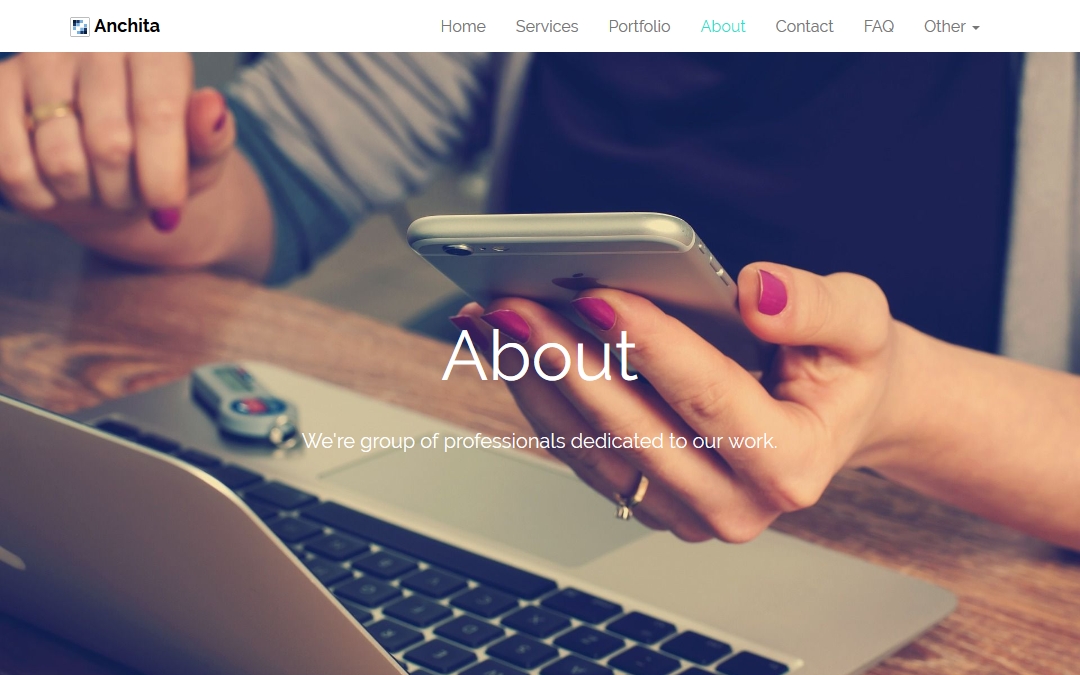 Anchita
Home Services Portfolio About Contact FAQ Other
About
We're group of professionals dedicated to our work.